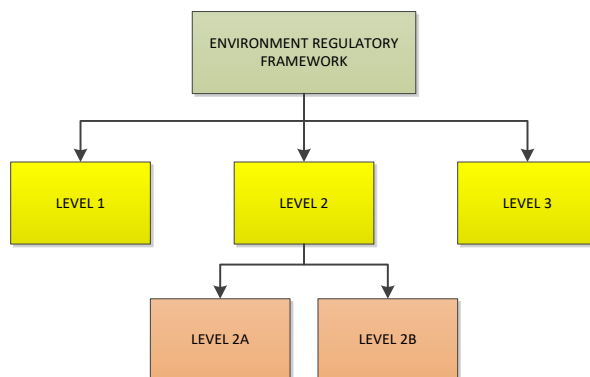 ENVIRONMENT REGULATORY
FRAMEWORK
LEVEL 1
LEVEL 2
LEVEL 3
LEVEL 2A
LEVEL 2B